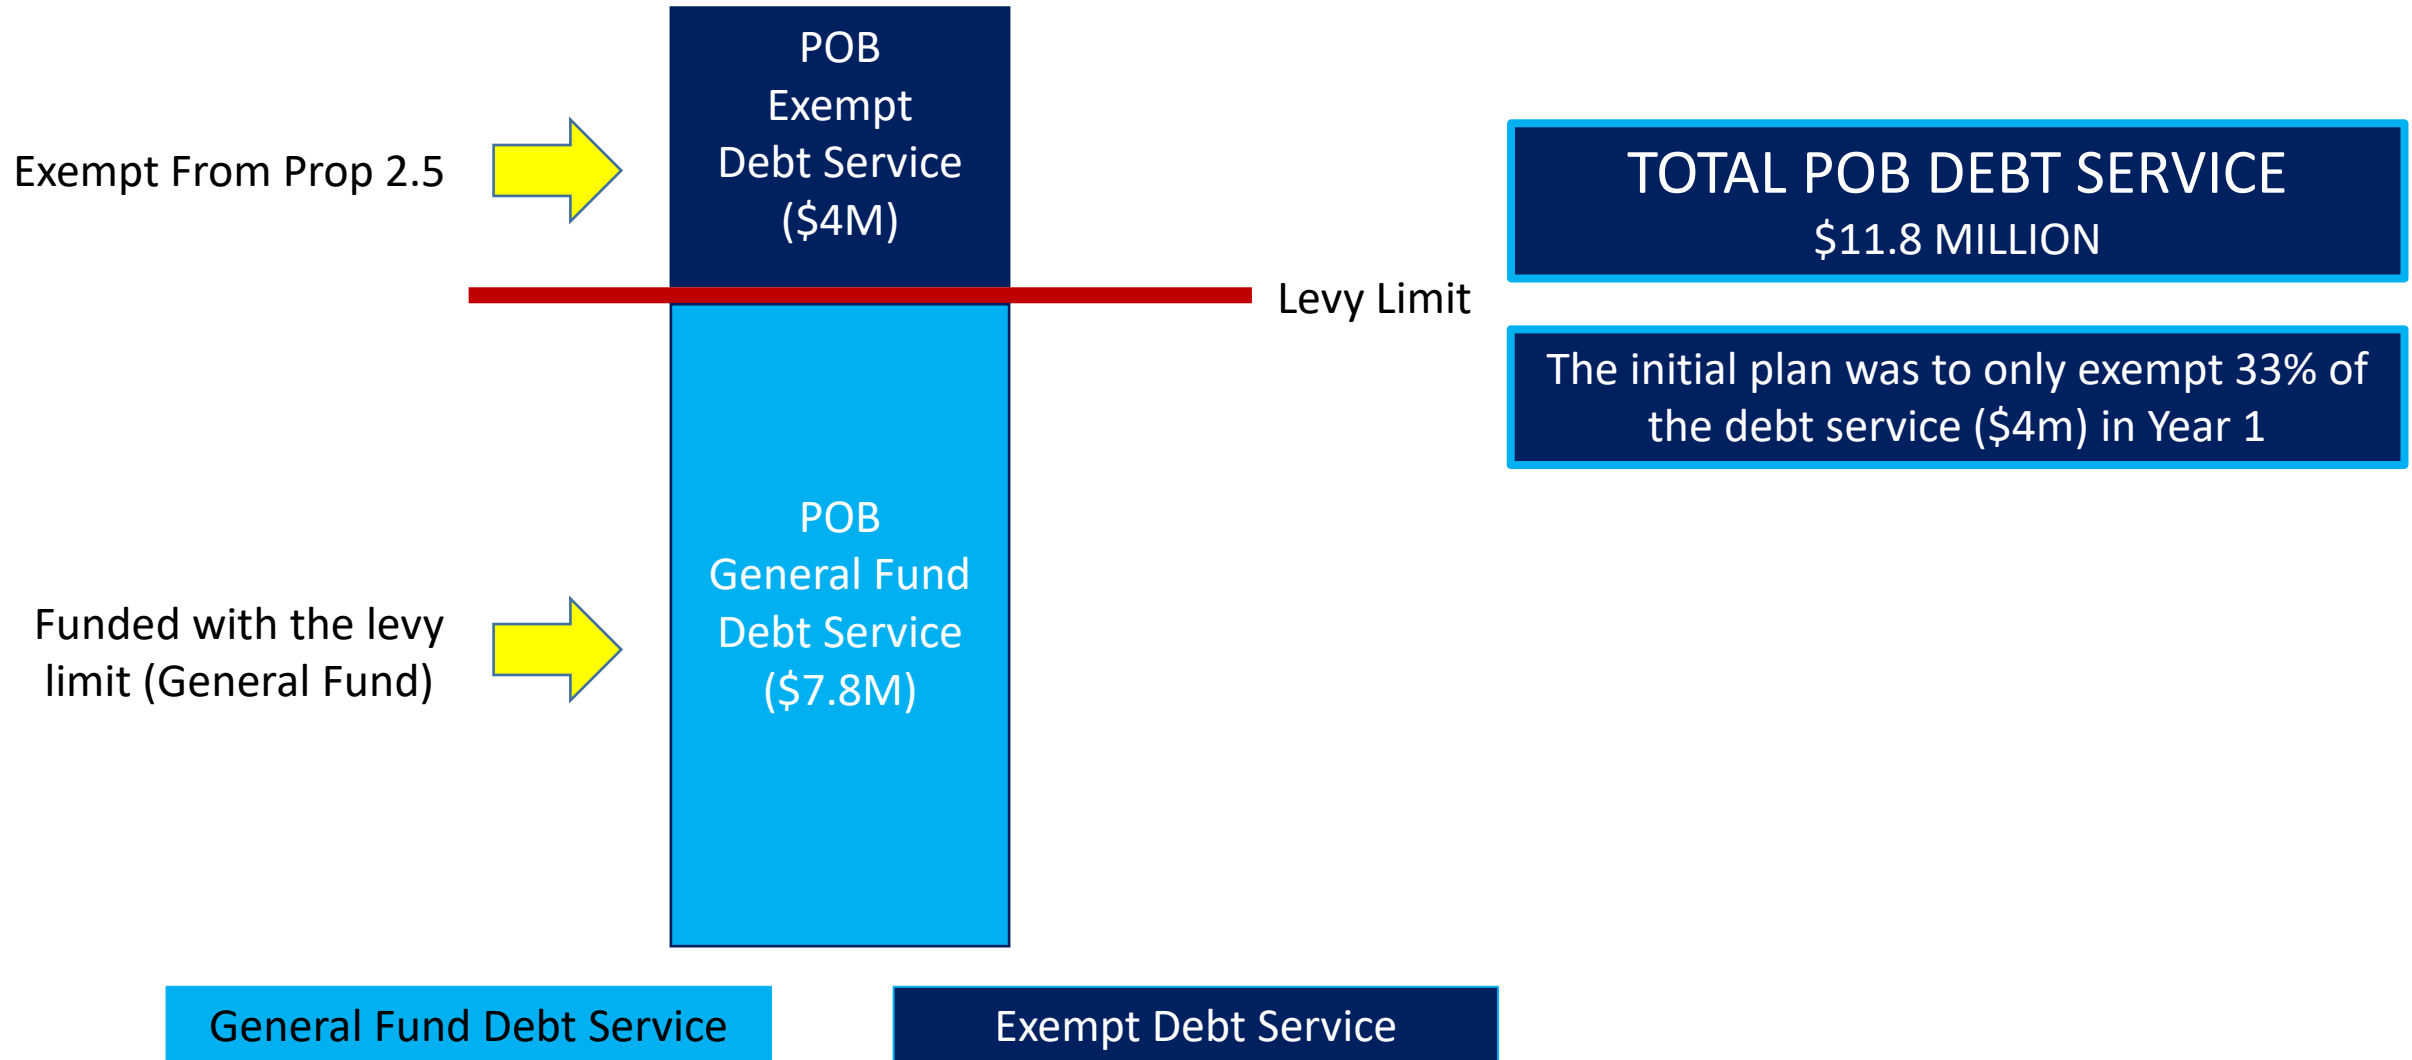 POB
Exempt
Debt Service
($4M)
Exempt From Prop 2.5
TOTAL POB DEBT SERVICE
$11.8 MILLION
Levy Limit
The initial plan was to only exempt 33% of
the debt service ($4m) in Year 1
POB
General Fund
Debt Service
($7.8M)
Funded with the levy
limit (General Fund)
General Fund Debt Service
Exempt Debt Service